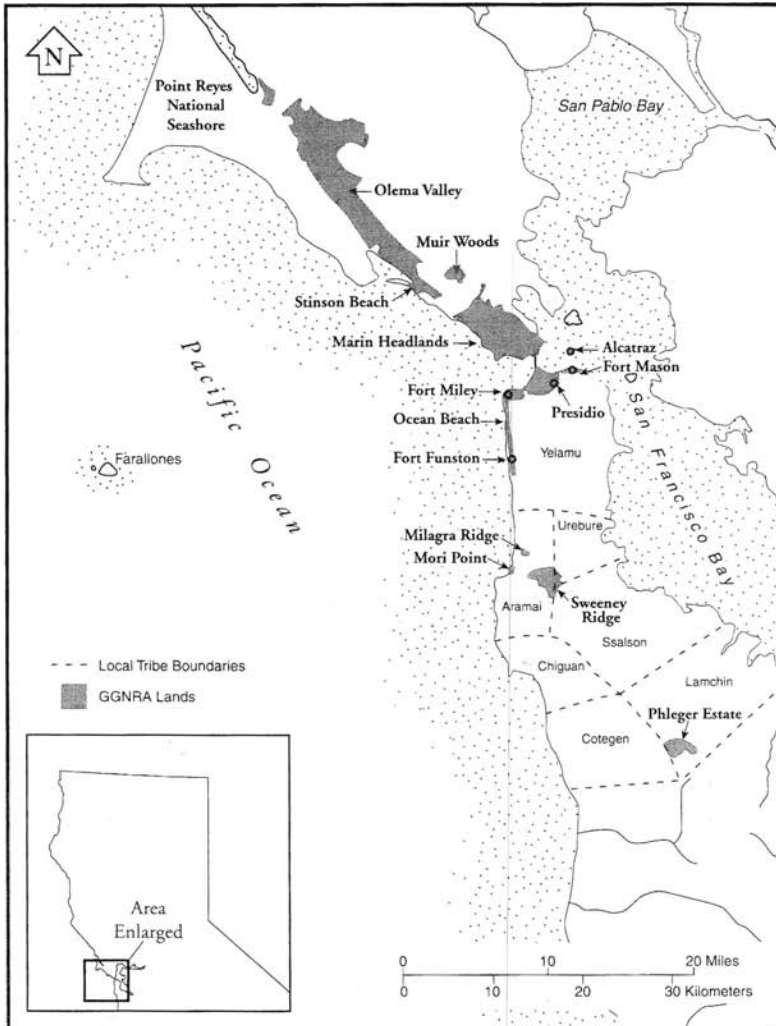 N
Point Reyes
National
Seashore
San Pablo Bay
Olema Valley
Muir Woods
Stinson Beach
Marin Headlands
Alcatraz
Fort Mason
Fort Miley
Presidio
Ocean Beach
Pacific Ocean
San Francisco Bay
Farallones
Fort Funston
Yelamu
Urebure
Milagra Ridge
Mori Point
Aramai
Sweeney
Ridge
Ssalson
Chiguan
Lamchin
Local Tribe Boundaries
GGNRA Lands
Phleger Estate
Cotegen
Area
Enlarged
0 10 20 Miles
0 10 20 30 Kilometers